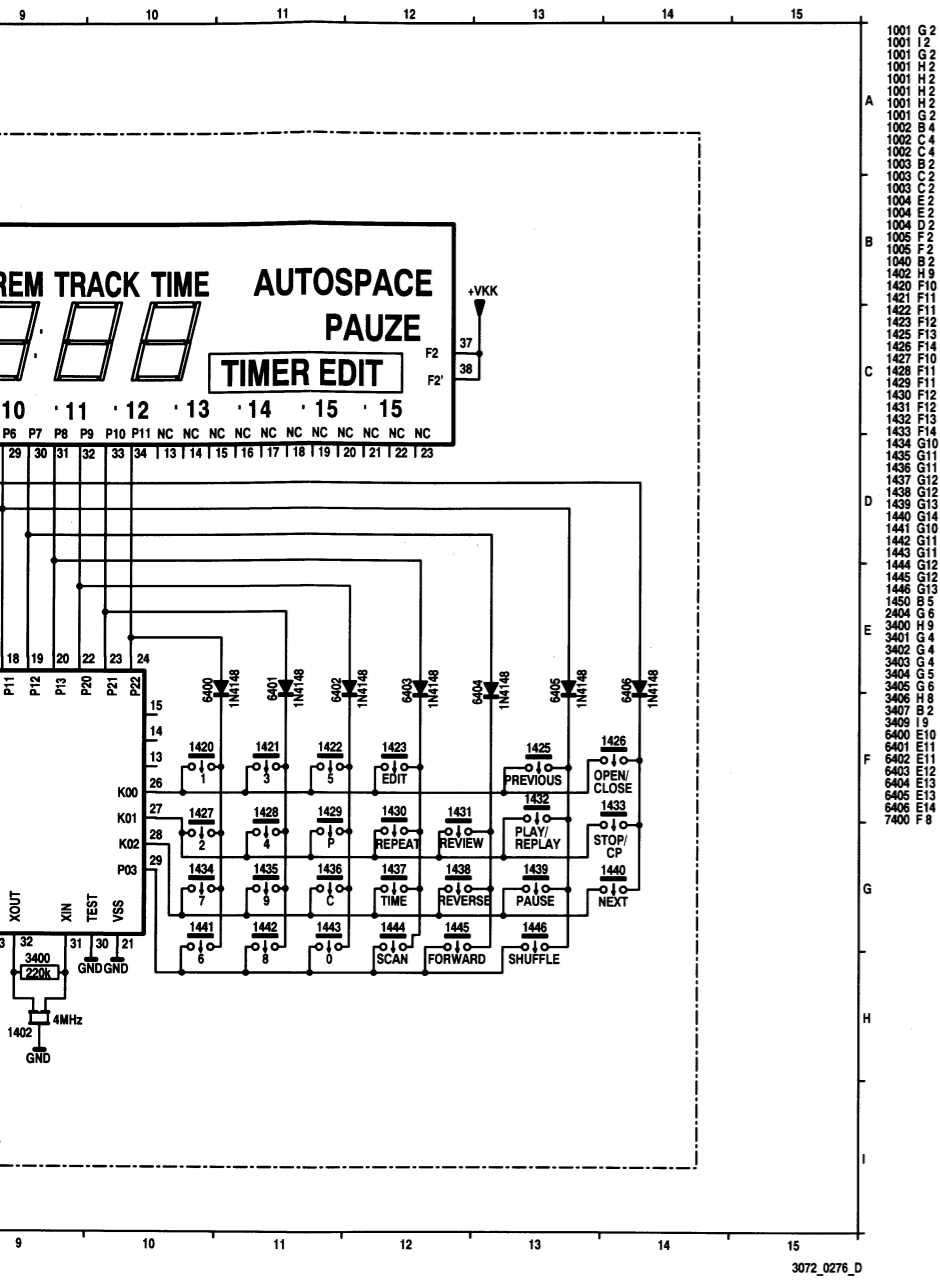 9 10 11 12 13 14 15
A
B
C
D
E
F
G
H
I
REM TRACK TIME AUTOSPACE
PAUZE
TIMER EDIT
+VKK
F2 37
F2' 38
10 ' 11 ' 12 ' 13 ' 14 ' 15 ' 15
P6 P7 P8 P9 P10 P11 NC NC NC NC NC NC NC NC NC NC NC
29 30 31 32 33 34 13 14 15 16 17 18 19 20 21 22 23
18 19 20 22 23 24
P11 P12 P13 P20 P21 P22
6400 1N4148
6401 1N4148
6402 1N4148
6403 1N4148
6404 1N4148
6405 1N4148
6406 1N4148
15
14
13
K00 26
K01 27
K02 28
P03 29
1420 1421 1422 1423 1425 1426
1 3 5 EDIT PREVIOUS OPEN/
CLOSE
1427 1428 1429 1430 1431 1432 1433
2 4 P REPEAT REVIEW PLAY/
REPLAY
STOP/
CP
1434 1435 1436 1437 1438 1439 1440
7 9 C TIME REVERSE PAUSE NEXT
1441 1442 1443 1444 1445 1446
6 8 0 SCAN FORWARD SHUFFLE
XOUT XIN TEST VSS
3 32 31 30 21
3400
220k
GND GND
1402 4MHz
GND
9 10 11 12 13 14 15
3072_0276_D
1001 G 2
1001 I 2
1001 G 2
1001 H 2
1001 H 2
1001 H 2
1001 H 2
1001 G 2
1002 B 4
1002 C 4
1002 C 4
1003 B 2
1003 C 2
1003 C 2
1004 E 2
1004 E 2
1004 D 2
1005 F 2
1005 F 2
1040 B 2
1402 H 9
1420 F10
1421 F11
1422 F11
1423 F12
1425 F13
1426 F14
1427 F10
1428 F11
1429 F11
1430 F12
1431 F12
1432 F13
1433 F14
1434 G10
1435 G11
1436 G11
1437 G12
1438 G12
1439 G13
1440 G14
1441 G10
1442 G11
1443 G11
1444 G12
1445 G12
1446 G13
1450 B 5
2404 G 6
3400 H 9
3401 G 4
3402 G 4
3403 G 4
3404 G 5
3405 G 6
3406 H 8
3407 B 2
3409 I 9
6400 E10
6401 E11
6402 E11
6403 E12
6404 E13
6405 E13
6406 E14
7400 F 8